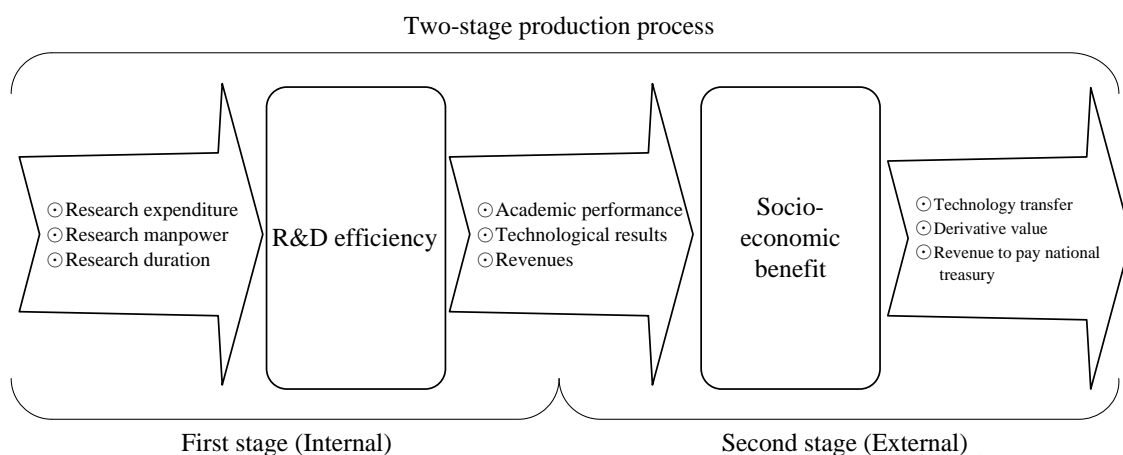 Two-stage production process
⊙Research expenditure
⊙Research manpower
⊙Research duration
R&D efficiency
⊙Academic performance
⊙Technological results
⊙Revenues
Socio-
economic
benefit
⊙Technology transfer
⊙Derivative value
⊙Revenue to pay national
treasury
First stage (Internal)
Second stage (External)